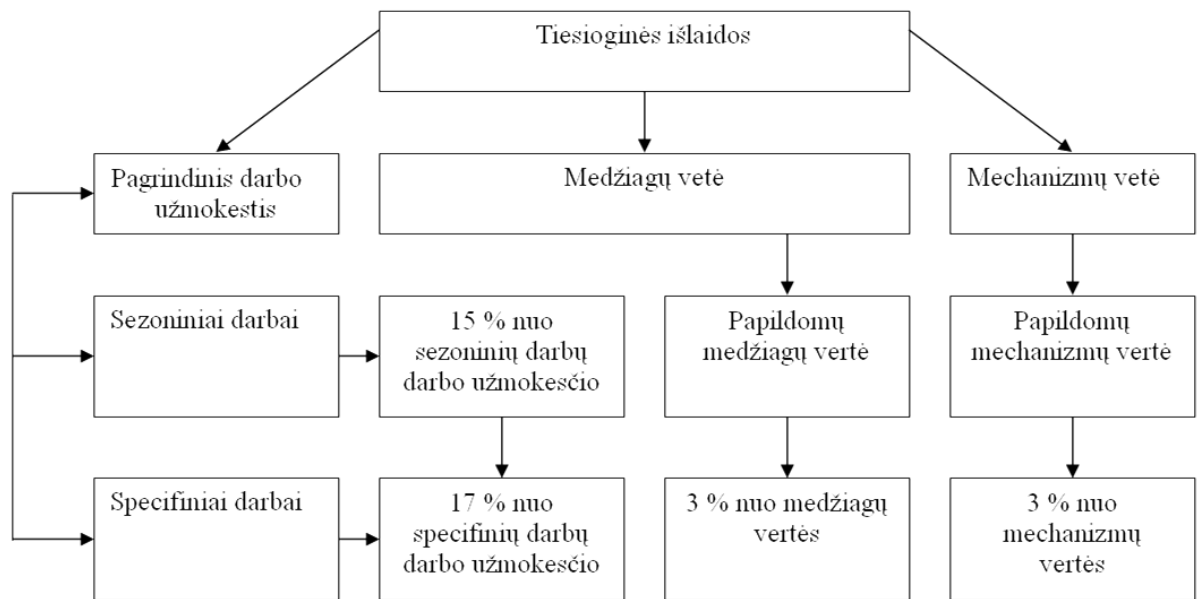 Tiesioginės išlaidos
Pagrindinis darbo
užmokestis
Medžiagų vetė
Mechanizmų vetė
Sezoniniai darbai
15 % nuo
sezoninių darbų
darbo užmokesčio
Papildomų
medžiagų vertė
Papildomų
mechanizmų vertė
Specifiniai darbai
17 % nuo
specifinių darbų
darbo užmokesčio
3 % nuo medžiagų
vertės
3 % nuo
mechanizmų
vertės